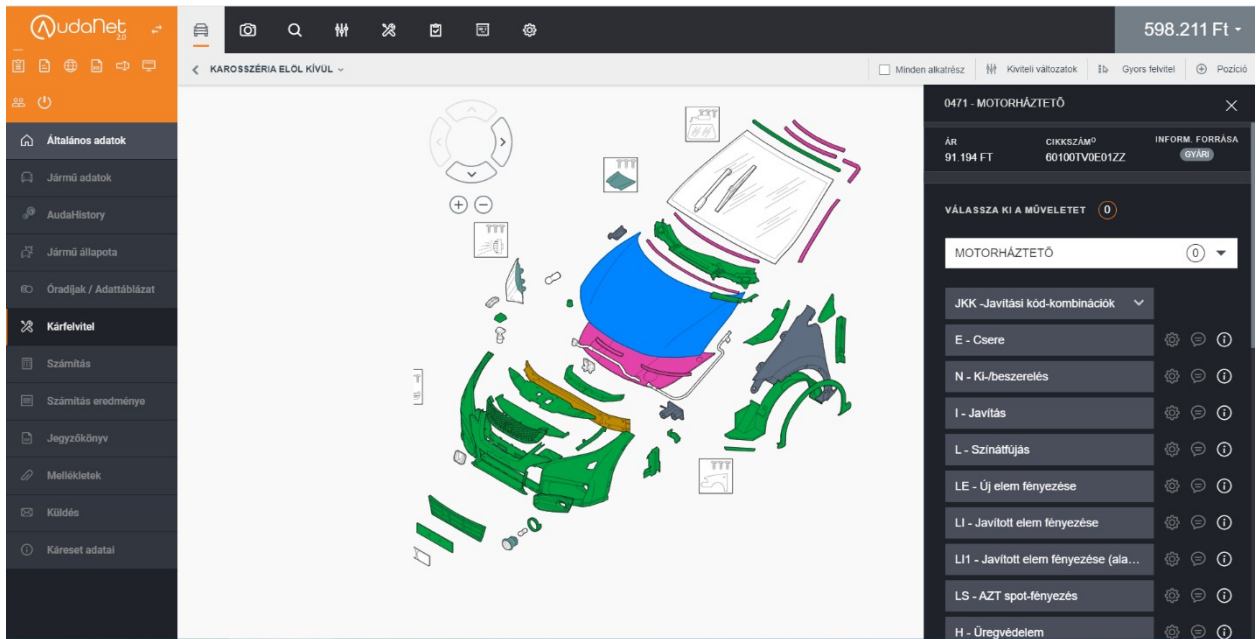 AudaNet
2.0
598.211 Ft
KAROSSZÉRIA ELÖL KÍVÜL
Minden alkatrész
Kiviteli változatok
Gyors felvitel
Pozíció
Általános adatok
Jármű adatok
AudaHistory
Jármű állapota
Óradíjak / Adattáblázat
Kárfelvitel
Számítás
Számítás eredménye
Jegyzőkönyv
Mellékletek
Küldés
Káreset adatai
0471 - MOTORHÁZTETŐ
ÁR CIKKSZÁM INFORM. FORRÁSA
91.194 FT 60100TV0E01ZZ GYÁRI
VÁLASSZA KI A MŰVELETET 0
MOTORHÁZTETŐ 0
JKK -Javítási kód-kombinációk
E - Csere
N - Ki-/beszerelés
I - Javítás
L - Színátfújás
LE - Új elem fényezése
LI - Javított elem fényezése
LI1 - Javított elem fényezése (ala...
LS - AZT spot-fényezés
H - Üregvédelem